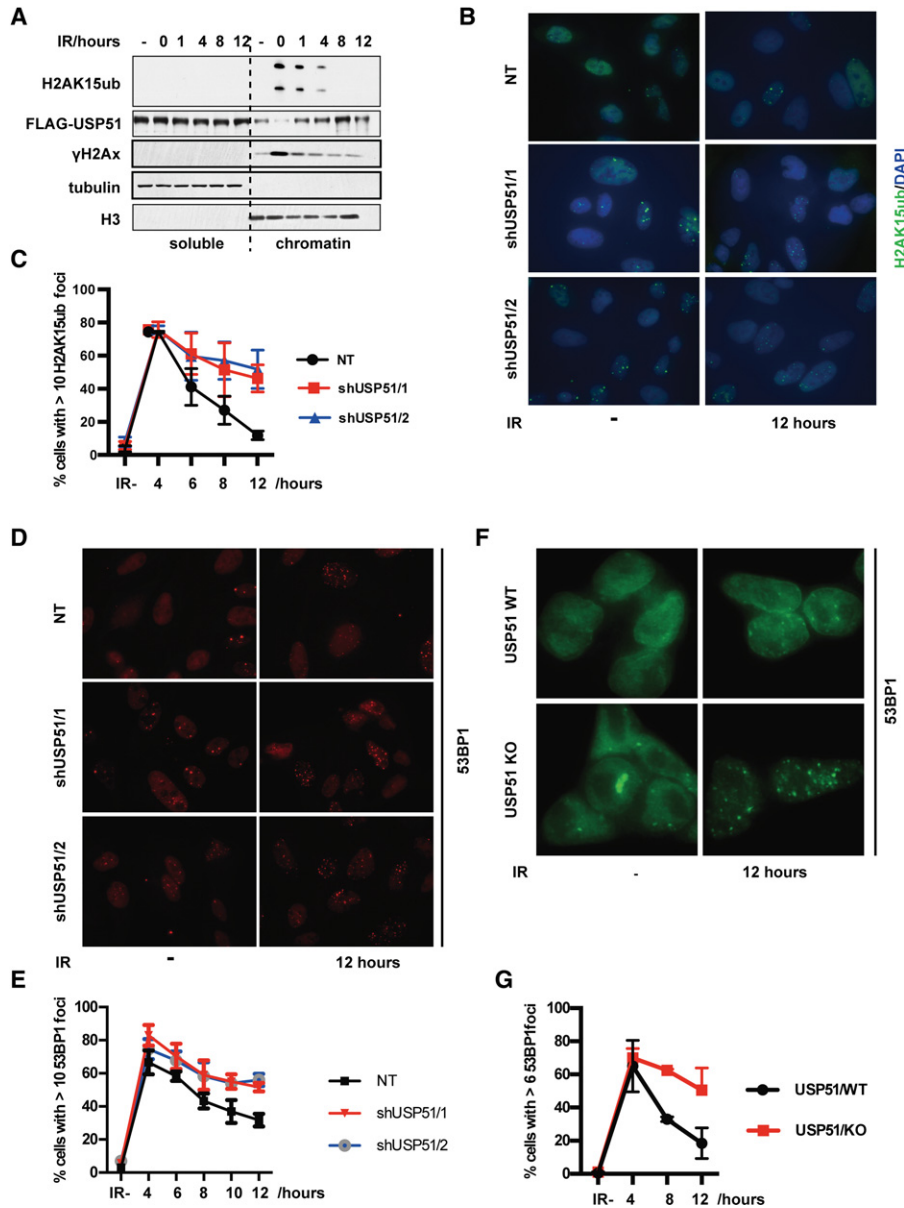 A
IR/hours - 0 1 4 8 12 - 0 1 4 8 12
H2AK15ub
FLAG-USP51
γH2Ax
tubulin
H3
soluble chromatin
B
NT
shUSP51/1
shUSP51/2
H2AK15ub/DAPI
IR - 12 hours
C
% cells with > 10 H2AK15ub foci
100
80
60
40
20
0
IR- 4 6 8 12 /hours
NT
shUSP51/1
shUSP51/2
D
NT
shUSP51/1
shUSP51/2
53BP1
IR - 12 hours
F
USP51 WT
USP51 KO
53BP1
IR - 12 hours
E
% cells with > 10 53BP1 foci
100
80
60
40
20
0
IR- 4 6 8 10 12 /hours
NT
shUSP51/1
shUSP51/2
G
% cells with > 6 53BP1foci
100
80
60
40
20
0
IR- 4 8 12 /hours
USP51/WT
USP51/KO